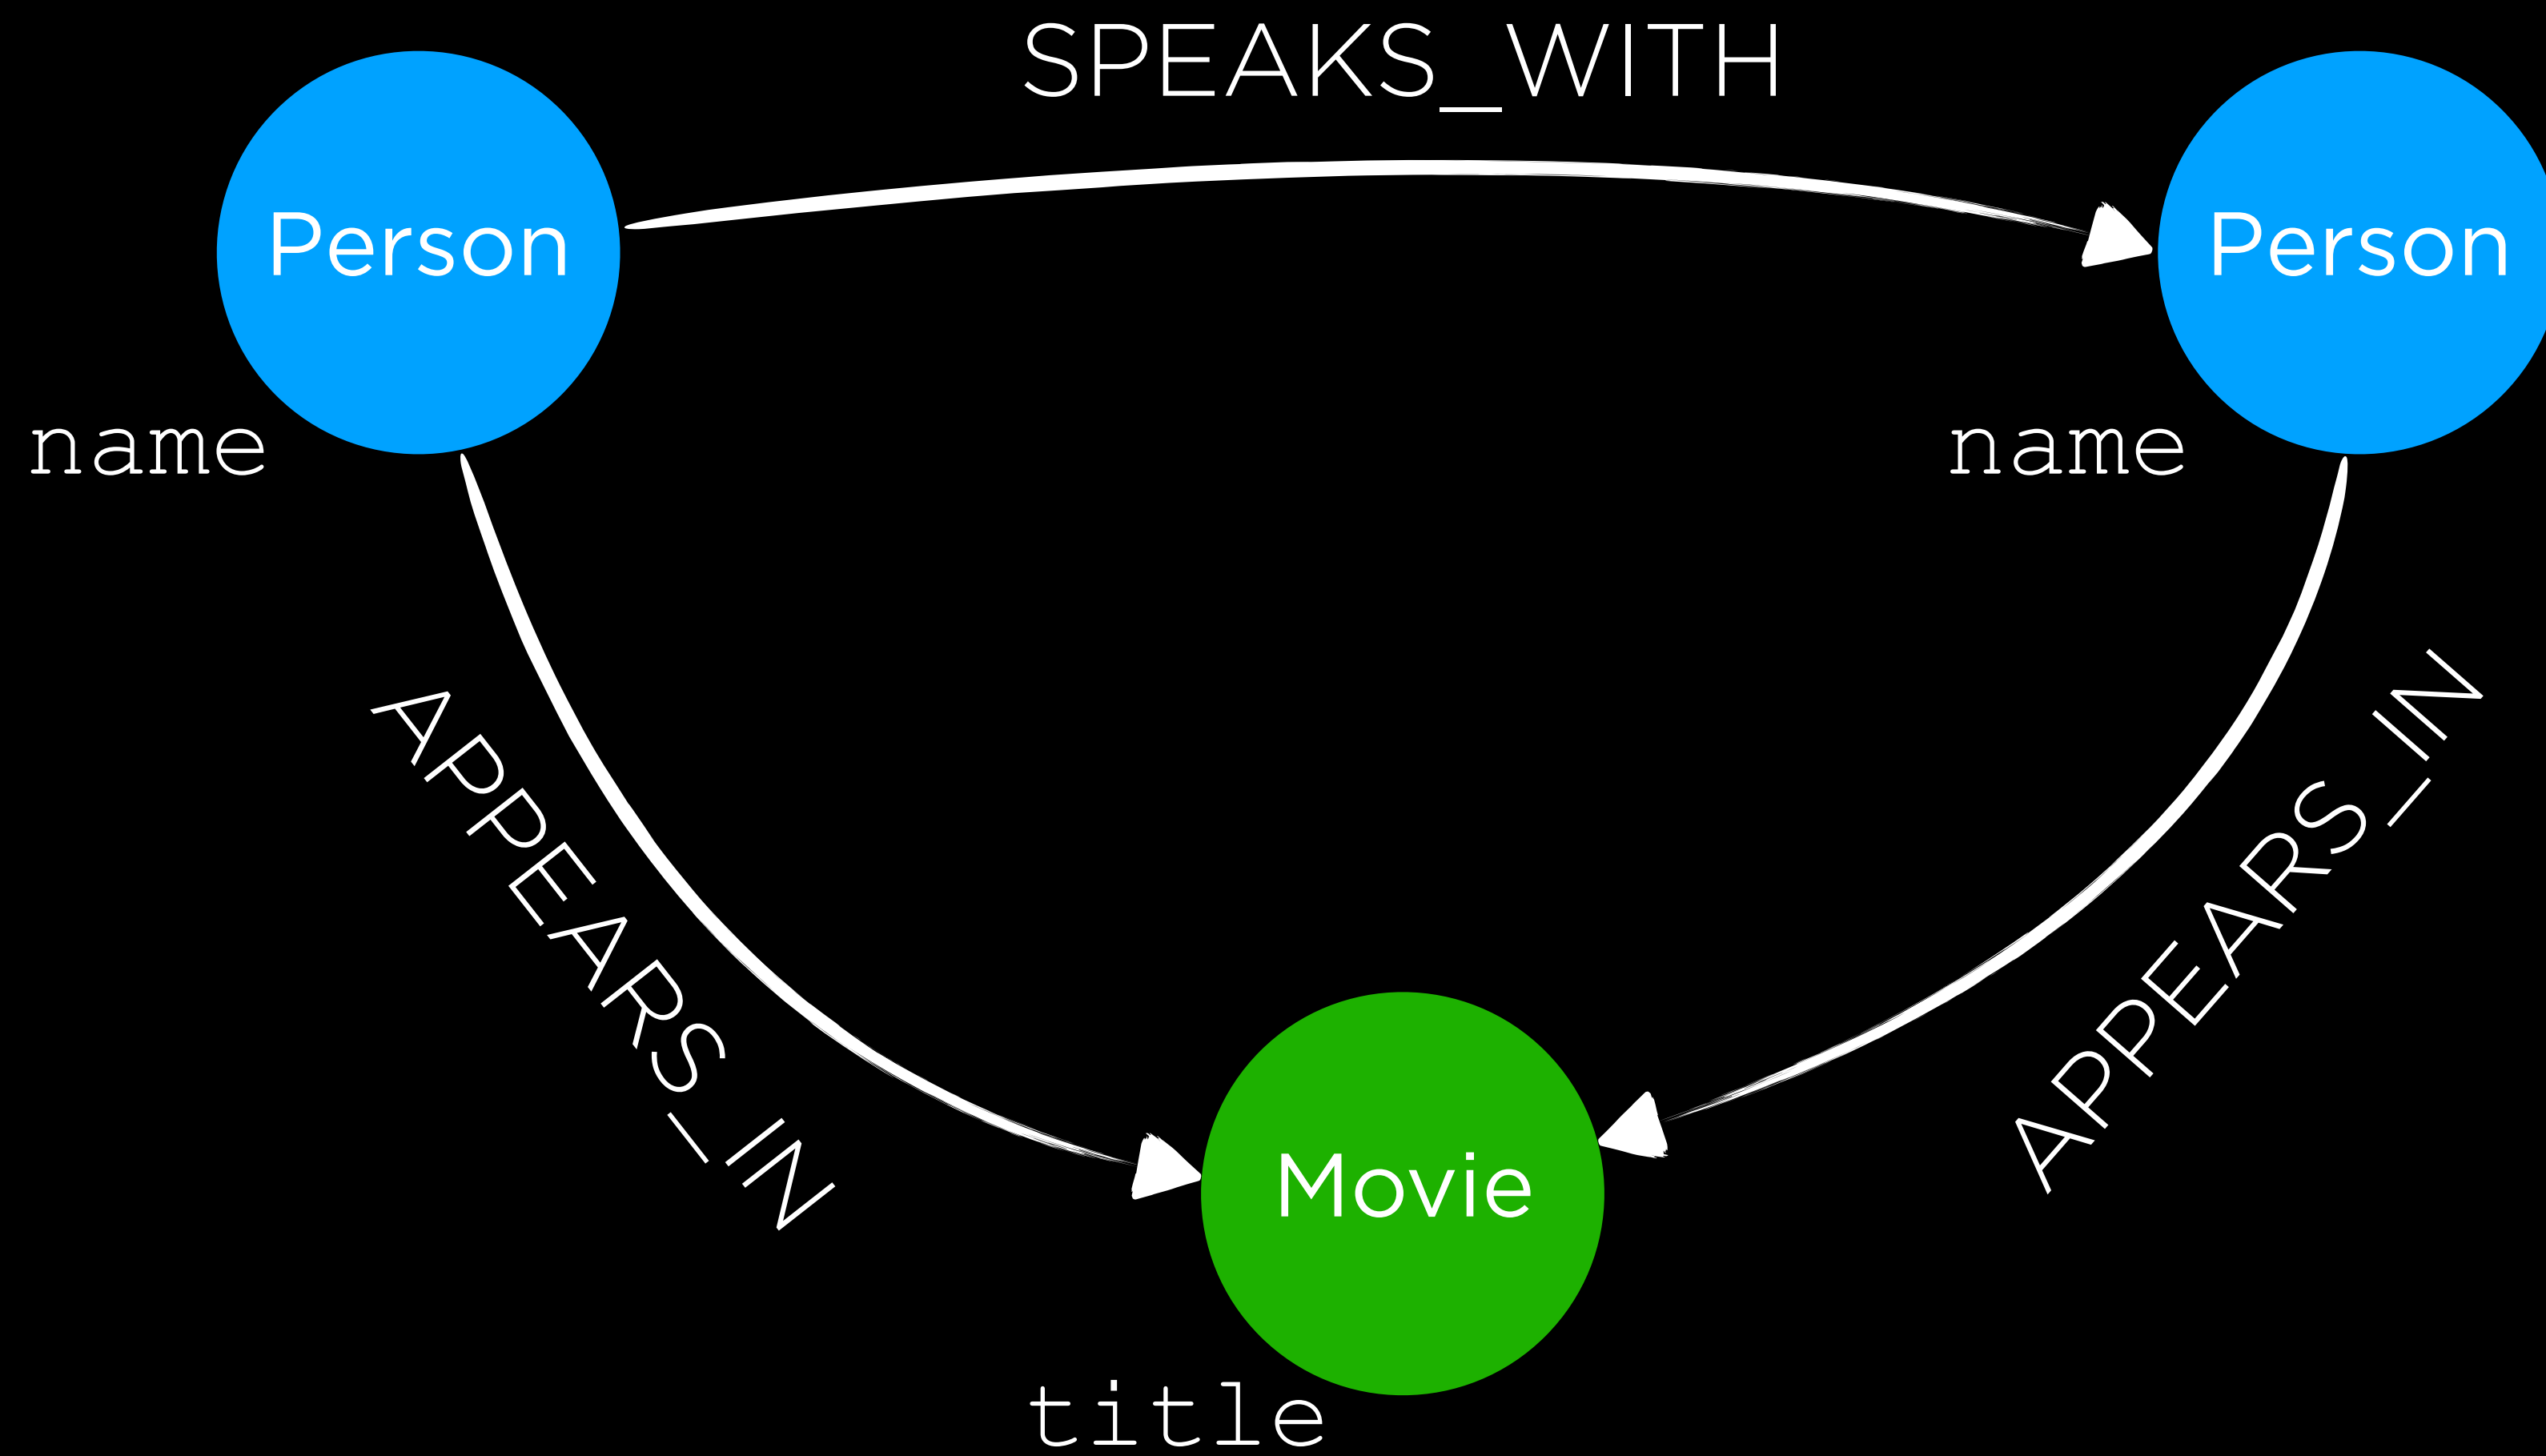 SPEAKS_WITH
Person
Person
name
name
APPEARS_IN
APPEARS_IN
Movie
title